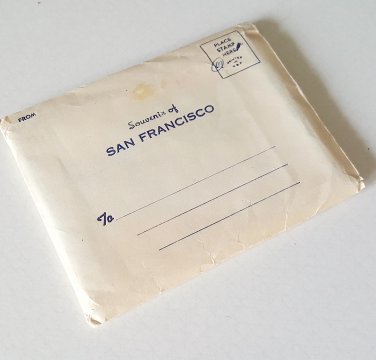 FROM
PLACE
STAMP
HERE
Souvenir of
SAN FRANCISCO
To